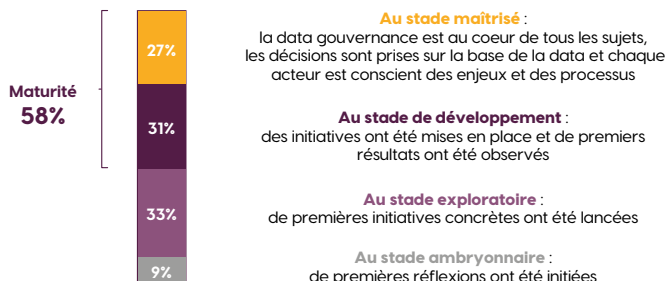 27%
Au stade maîtrisé :
la data gouvernance est au coeur de tous les sujets,
les décisions sont prises sur la base de la data et chaque
acteur est conscient des enjeux et des processus
Maturité
58%
31%
Au stade de développement :
des initiatives ont été mises en place et de premiers
résultats ont été observés
33%
Au stade exploratoire :
de premières initiatives concrètes ont été lancées
9%
Au stade ambryonnaire :
de premières réflexions ont été initiées